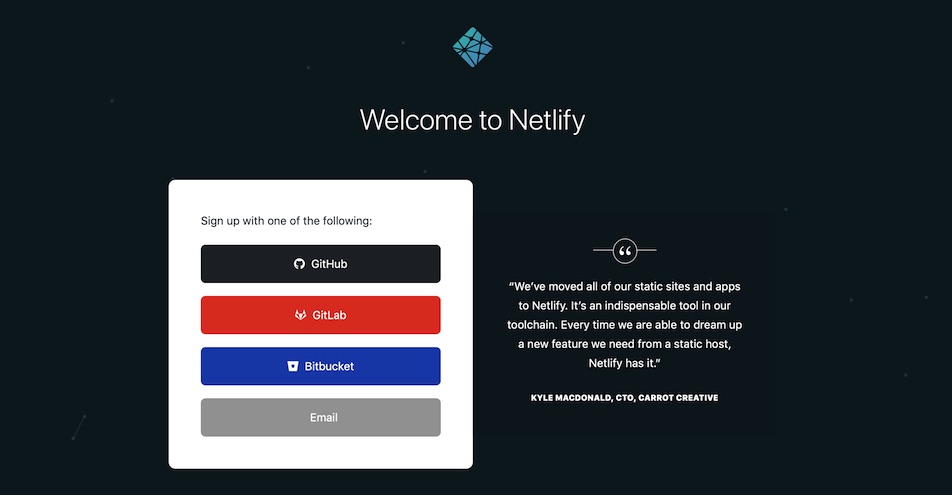 Welcome to Netlify
Sign up with one of the following:
GitHub
GitLab
Bitbucket
Email
“We’ve moved all of our static sites and apps
to Netlify. It’s an indispensable tool in our
toolchain. Every time we are able to dream up
a new feature we need from a static host,
Netlify has it.”
KYLE MACDONALD, CTO, CARROT CREATIVE